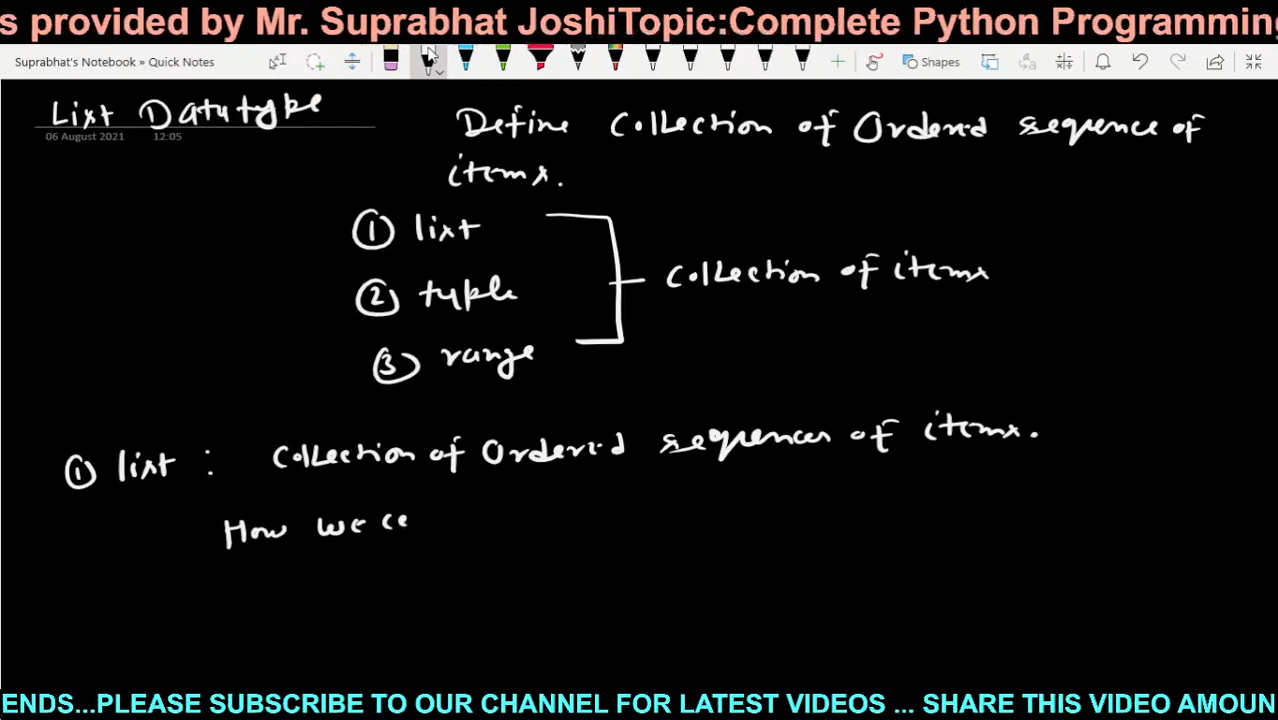 s provided by Mr. Suprabhat JoshiTopic:Complete Python Programming
Suprabhat's Notebook » Quick Notes
Shapes
List Datatype
06 August 2021 12:05
Define Collection of Ordered sequence of
items.
① list
② tuple
③ range
Collection of items
① list : Collection of Ordered sequences of items.
How we
ENDS...PLEASE SUBSCRIBE TO OUR CHANNEL FOR LATEST VIDEOS ... SHARE THIS VIDEO AMOUN